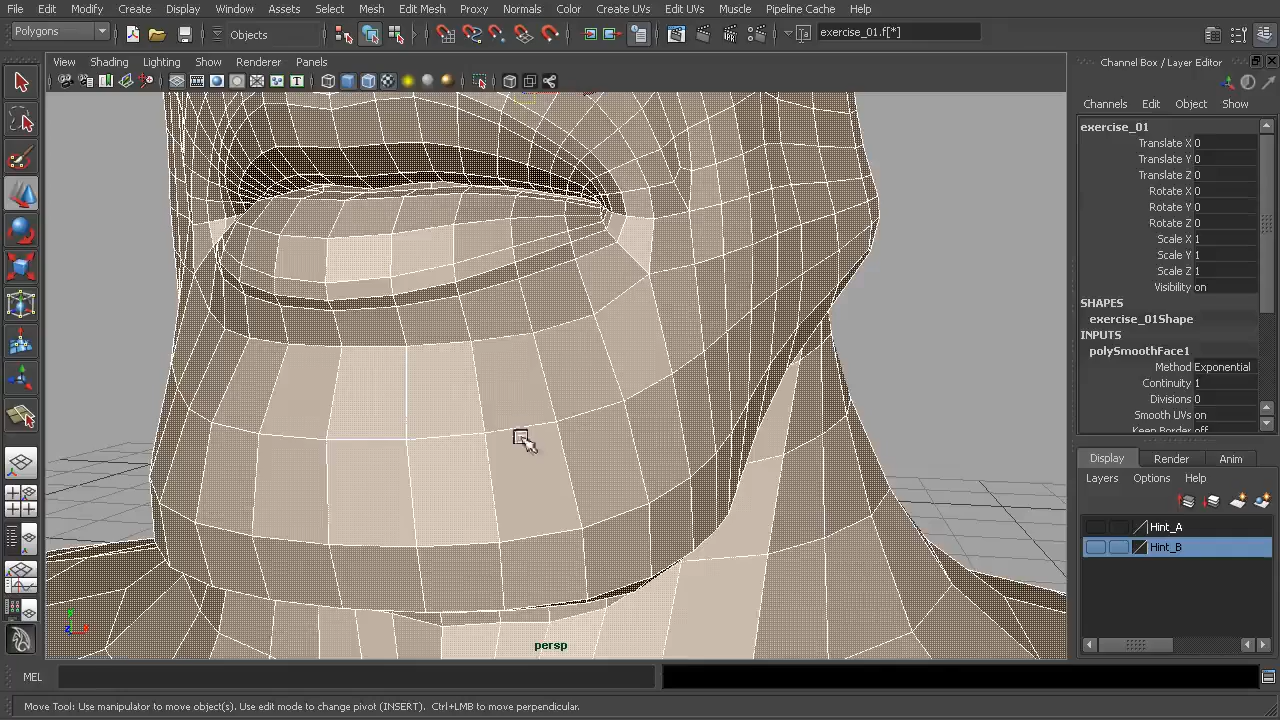 File Edit Modify Create Display Window Assets Select Mesh Edit Mesh Proxy Normals Color Create UVs Edit UVs Muscle Pipeline Cache Help
Polygons Objects exercise_01.f[*]
View Shading Lighting Show Renderer Panels
Channel Box / Layer Editor
Channels Edit Object Show
exercise_01
Translate X 0
Translate Y 0
Translate Z 0
Rotate X 0
Rotate Y 0
Rotate Z 0
Scale X 1
Scale Y 1
Scale Z 1
Visibility on
SHAPES
exercise_01Shape
INPUTS
polySmoothFace1
Method Exponential
Continuity 1
Divisions 0
Smooth UVs on
Keep Border off
Display Render Anim
Layers Options Help
Hint_A
Hint_B
persp
MEL
Move Tool: Use manipulator to move object(s). Use edit mode to change pivot (INSERT). Ctrl+LMB to move perpendicular.